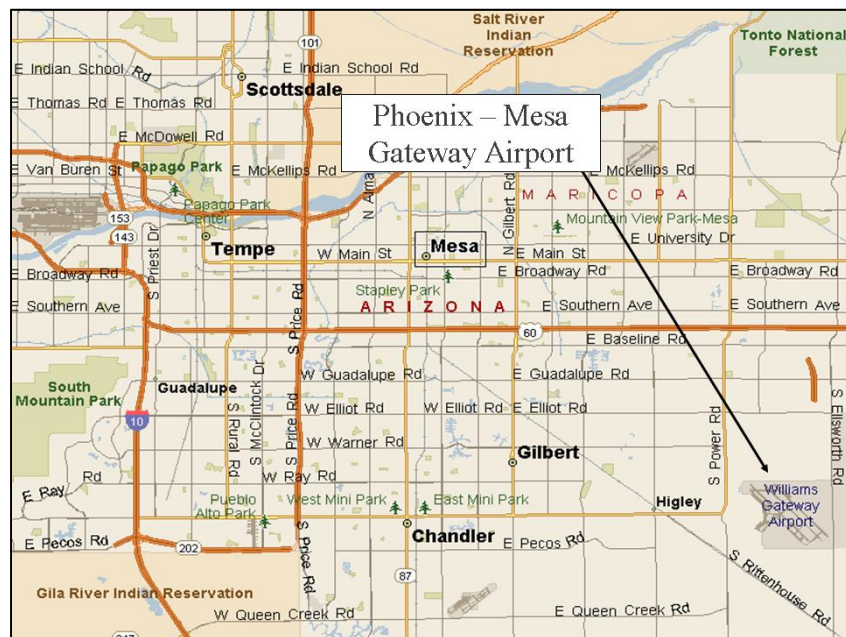 Salt River
Indian
Reservation
Tonto National
Forest
101
E Indian School Rd
E Indian School Rd
Scottsdale
E Thomas Rd
E Thomas Rd
Phoenix – Mesa
Gateway Airport
E McDowell Rd
E Van Buren St
Papago Park
E McKellips Rd
E McKellips Rd
MARICOPA
Papago Park
Center
N Alma
N Gilbert Rd
Mountain View Park-Mesa
153
143
S Priest Dr
Tempe
Mesa
E University Dr
W Main St
E Main St
E Broadway Rd
E Broadway Rd
E Broadway Rd
Stapley Park
E Southern Ave
ARIZONA
E Southern Ave
E Southern Ave
S Price Rd
60
E Baseline Rd
South
Mountain Park
Guadalupe
W Guadalupe Rd
E Guadalupe Rd
S McClintock Dr
S Rural Rd
S Price Rd
W Elliot Rd
W Elliot Rd
E Elliot Rd
10
W Warner Rd
S Power Rd
S Ellsworth Rd
Gilbert
Rd
E Ray
W Ray Rd
Pueblo
Alto Park
West Mini Park
East Mini Park
Higley
Williams
Gateway
Airport
Chandler
E Pecos Rd
202
S Price Rd
E Pecos Rd
S Rittenhouse Rd
87
Gila River Indian Reservation
W Queen Creek Rd
E Queen Creek Rd